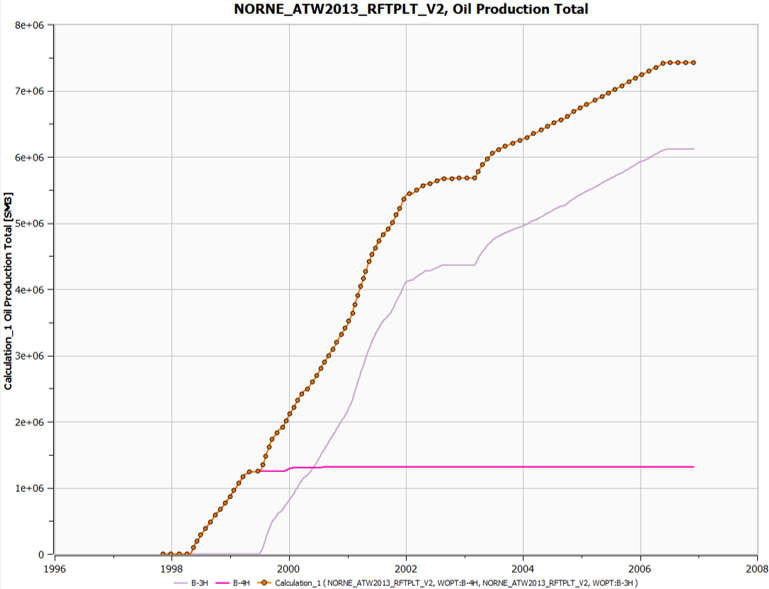 NORNE_ATW2013_RFTPLT_V2, Oil Production Total
Calculation_1 Oil Production Total [SM3]
8e+06
7e+06
6e+06
5e+06
4e+06
3e+06
2e+06
1e+06
0
1996
1998
2000
2002
2004
2006
2008
B-3H
B-4H
Calculation_1 ( NORNE_ATW2013_RFTPLT_V2, WOPT:B-4H, NORNE_ATW2013_RFTPLT_V2, WOPT:B-3H )